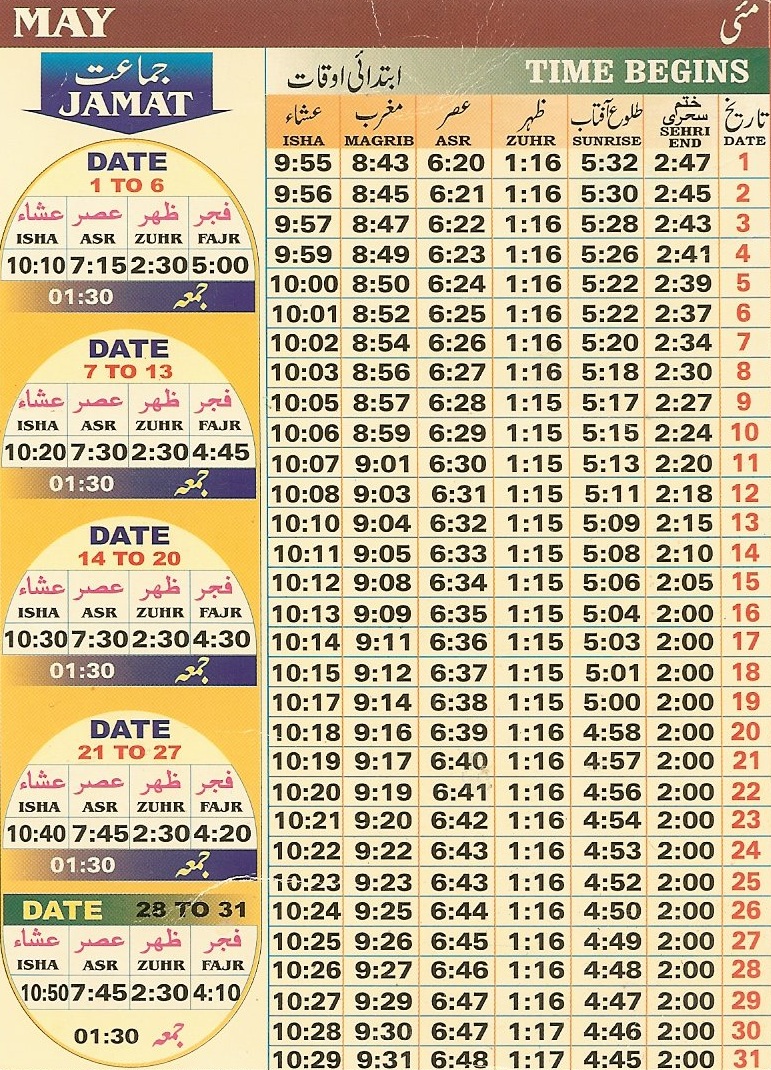 MAY مئی
جماعت
JAMAT
DATE
1 TO 6
عشاء عصر ظهر فجر
ISHA ASR ZUHR FAJR
10:10 7:15 2:30 5:00
01:30 جمعہ
DATE
7 TO 13
عشاء عصر ظهر فجر
ISHA ASR ZUHR FAJR
10:20 7:30 2:30 4:45
01:30 جمعہ
DATE
14 TO 20
عشاء عصر ظهر فجر
ISHA ASR ZUHR FAJR
10:30 7:30 2:30 4:30
01:30 جمعہ
DATE
21 TO 27
عشاء عصر ظهر فجر
ISHA ASR ZUHR FAJR
10:40 7:45 2:30 4:20
01:30 جمعہ
DATE 28 TO 31
عشاء عصر ظهر فجر
ISHA ASR ZUHR FAJR
10:50 7:45 2:30 4:10
01:30 جمعہ
ابتدائی اوقات TIME BEGINS
عشاء مغرب عصر ظہر طلوع آفتاب ختم سحری تاریخ
ISHA MAGRIB ASR ZUHR SUNRISE SEHRI END DATE
9:55 8:43 6:20 1:16 5:32 2:47 1
9:56 8:45 6:21 1:16 5:30 2:45 2
9:57 8:47 6:22 1:16 5:28 2:43 3
9:59 8:49 6:23 1:16 5:26 2:41 4
10:00 8:50 6:24 1:16 5:22 2:39 5
10:01 8:52 6:25 1:16 5:22 2:37 6
10:02 8:54 6:26 1:16 5:20 2:34 7
10:03 8:56 6:27 1:16 5:18 2:30 8
10:05 8:57 6:28 1:15 5:17 2:27 9
10:06 8:59 6:29 1:15 5:15 2:24 10
10:07 9:01 6:30 1:15 5:13 2:20 11
10:08 9:03 6:31 1:15 5:11 2:18 12
10:10 9:04 6:32 1:15 5:09 2:15 13
10:11 9:05 6:33 1:15 5:08 2:10 14
10:12 9:08 6:34 1:15 5:06 2:05 15
10:13 9:09 6:35 1:15 5:04 2:00 16
10:14 9:11 6:36 1:15 5:03 2:00 17
10:15 9:12 6:37 1:15 5:01 2:00 18
10:17 9:14 6:38 1:15 5:00 2:00 19
10:18 9:16 6:39 1:16 4:58 2:00 20
10:19 9:17 6:40 1:16 4:57 2:00 21
10:20 9:19 6:41 1:16 4:56 2:00 22
10:21 9:20 6:42 1:16 4:54 2:00 23
10:22 9:22 6:43 1:16 4:53 2:00 24
10:23 9:23 6:43 1:16 4:52 2:00 25
10:24 9:25 6:44 1:16 4:50 2:00 26
10:25 9:26 6:45 1:16 4:49 2:00 27
10:26 9:27 6:46 1:16 4:48 2:00 28
10:27 9:29 6:47 1:16 4:47 2:00 29
10:28 9:30 6:47 1:17 4:46 2:00 30
10:29 9:31 6:48 1:17 4:45 2:00 31